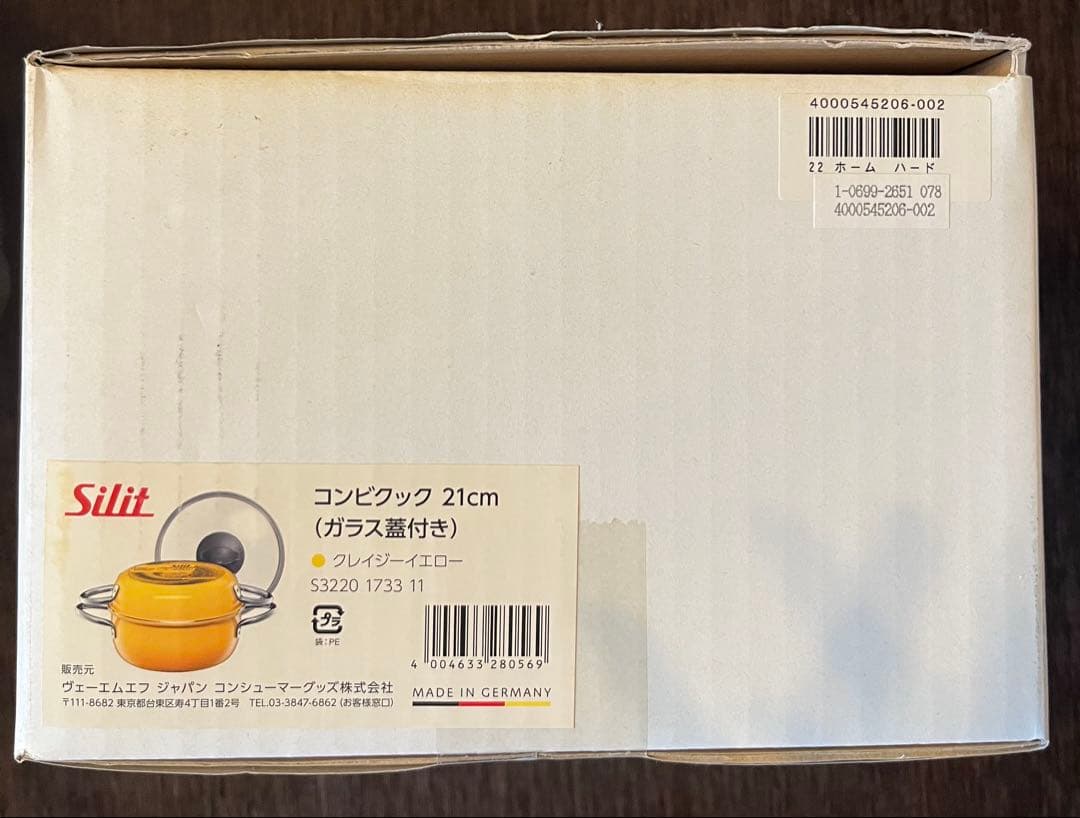 4000545206-002
22 ホーム ハード
1-0699-2651 078
4000545206-002
Silit
コンビクック 21cm
(ガラス蓋付き)
クレイジーイエロー
S3220 1733 11
プラ
袋:PE
4 004633 280569
販売元
ヴェーエムエフ ジャパン コンシューマーグッズ株式会社
〒111-8682 東京都台東区寿4丁目1番2号 TEL.03-3847-6862 (お客様窓口)
MADE IN GERMANY